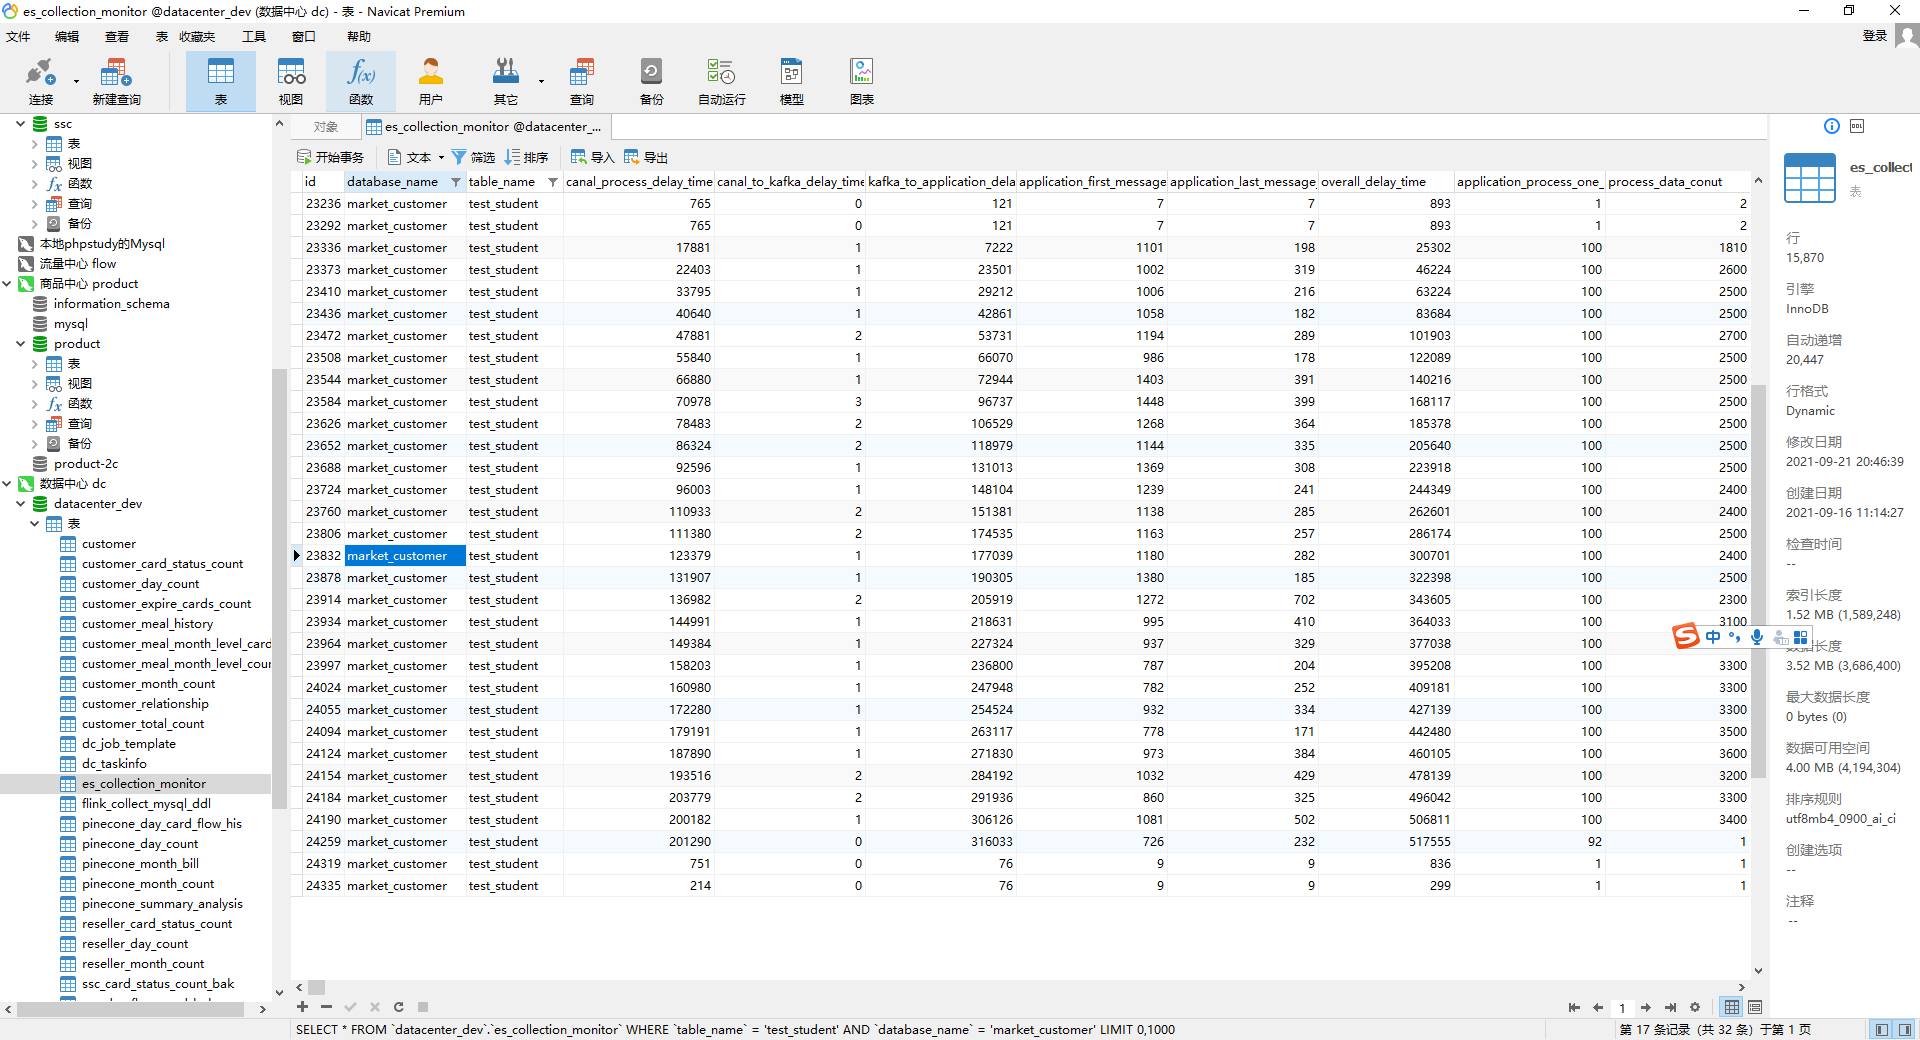 es_collection_monitor @datacenter_dev (数据中心 dc) - 表 - Navicat Premium
文件 编辑 查看 表 收藏夹 工具 窗口 帮助 登录
连接 新建查询 表 视图 函数 用户 其它 查询 备份 自动运行 模型 图表
对象 es_collection_monitor @datacenter_...
开始事务 文本 筛选 排序 导入 导出
ssc
表
视图
函数
查询
备份
本地phpstudy的Mysql
流量中心 flow
商品中心 product
information_schema
mysql
product
表
视图
函数
查询
备份
product-2c
数据中心 dc
datacenter_dev
表
customer
customer_card_status_count
customer_day_count
customer_expire_cards_count
customer_meal_history
customer_meal_month_level_card
customer_meal_month_level_cour
customer_month_count
customer_relationship
customer_total_count
dc_job_template
dc_taskinfo
es_collection_monitor
flink_collect_mysql_ddl
pinecone_day_card_flow_his
pinecone_day_count
pinecone_month_bill
pinecone_month_count
pinecone_summary_analysis
reseller_card_status_count
reseller_day_count
reseller_month_count
ssc_card_status_count_bak
id database_name table_name canal_process_delay_time canal_to_kafka_delay_time kafka_to_application_dela application_first_message application_last_message overall_delay_time application_process_one_ process_data_conut
23236 market_customer test_student 765 0 121 7 7 893 1 2
23292 market_customer test_student 765 0 121 7 7 893 1 2
23336 market_customer test_student 17881 1 7222 1101 198 25302 100 1810
23373 market_customer test_student 22403 1 23501 1002 319 46224 100 2600
23410 market_customer test_student 33795 1 29212 1006 216 63224 100 2500
23436 market_customer test_student 40640 1 42861 1058 182 83684 100 2500
23472 market_customer test_student 47881 2 53731 1194 289 101903 100 2700
23508 market_customer test_student 55840 1 66070 986 178 122089 100 2500
23544 market_customer test_student 66880 1 72944 1403 391 140216 100 2500
23584 market_customer test_student 70978 3 96737 1448 399 168117 100 2500
23626 market_customer test_student 78483 2 106529 1268 364 185378 100 2500
23652 market_customer test_student 86324 2 118979 1144 335 205640 100 2500
23688 market_customer test_student 92596 1 131013 1369 308 223918 100 2500
23724 market_customer test_student 96003 1 148104 1239 241 244349 100 2400
23760 market_customer test_student 110933 2 151381 1138 285 262601 100 2400
23806 market_customer test_student 111380 2 174535 1163 257 286174 100 2500
23832 market_customer test_student 123379 1 177039 1180 282 300701 100 2400
23878 market_customer test_student 131907 1 190305 1380 185 322398 100 2500
23914 market_customer test_student 136982 2 205919 1272 702 343605 100 2300
23934 market_customer test_student 144991 1 218631 995 410 364033 100 3100
23964 market_customer test_student 149384 1 227324 937 329 377038 100
23997 market_customer test_student 158203 1 236800 787 204 395208 100 3300
24024 market_customer test_student 160980 1 247948 782 252 409181 100 3300
24055 market_customer test_student 172280 1 254524 932 334 427139 100 3300
24094 market_customer test_student 179191 1 263117 778 171 442480 100 3500
24124 market_customer test_student 187890 1 271830 973 384 460105 100 3600
24154 market_customer test_student 193516 2 284192 1032 429 478139 100 3200
24184 market_customer test_student 203779 2 291936 860 325 496042 100 3300
24190 market_customer test_student 200182 1 306126 1081 502 506811 100 3400
24259 market_customer test_student 201290 0 316033 726 232 517555 92 1
24319 market_customer test_student 751 0 76 9 9 836 1 1
24335 market_customer test_student 214 0 76 9 9 299 1 1
es_collect
表
行
15,870
引擎
InnoDB
自动递增
20,447
行格式
Dynamic
修改日期
2021-09-21 20:46:39
创建日期
2021-09-16 11:14:27
检查时间
--
索引长度
1.52 MB (1,589,248)
中
数据长度
3.52 MB (3,686,400)
最大数据长度
0 bytes (0)
数据可用空间
4.00 MB (4,194,304)
排序规则
utf8mb4_0900_ai_ci
创建选项
--
注释
--
1
SELECT * FROM `datacenter_dev`.`es_collection_monitor` WHERE `table_name` = 'test_student' AND `database_name` = 'market_customer' LIMIT 0,1000
第 17 条记录 (共 32 条) 于第 1 页